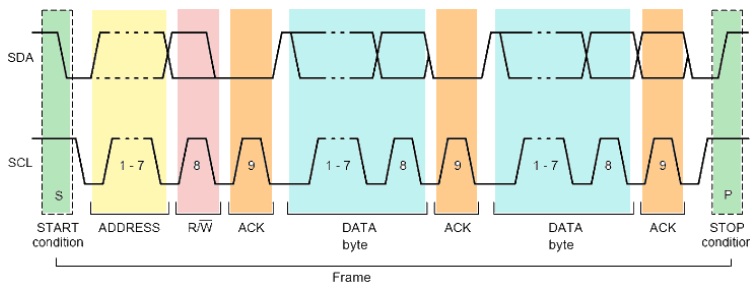 SDA
SCL
1 - 7 8 9 1 - 7 8 9 1 - 7 8 9
S P
START condition
ADDRESS
R/W̅
ACK
DATA byte
ACK
DATA byte
ACK
STOP condition
Frame